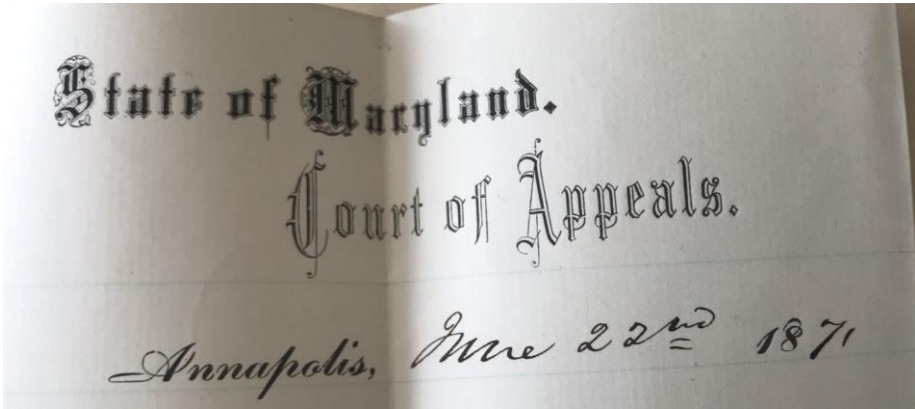 State of Maryland.
Court of Appeals.
Annapolis, June 22nd 1871